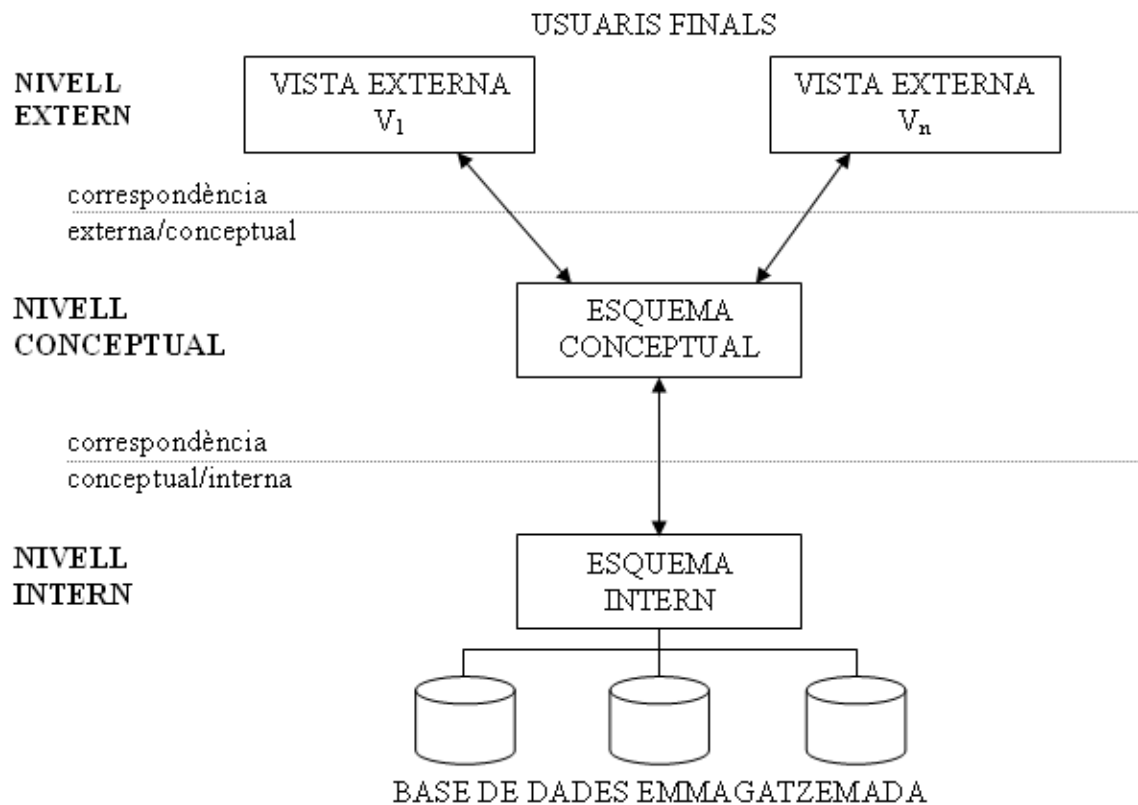 USUARIS FINALS
NIVELL
EXTERN
VISTA EXTERNA
V1
VISTA EXTERNA
Vn
correspondència
externa/conceptual
NIVELL
CONCEPTUAL
ESQUEMA
CONCEPTUAL
correspondència
conceptual/interna
NIVELL
INTERN
ESQUEMA
INTERN
BASE DE DADES EMMAGATZEMADA